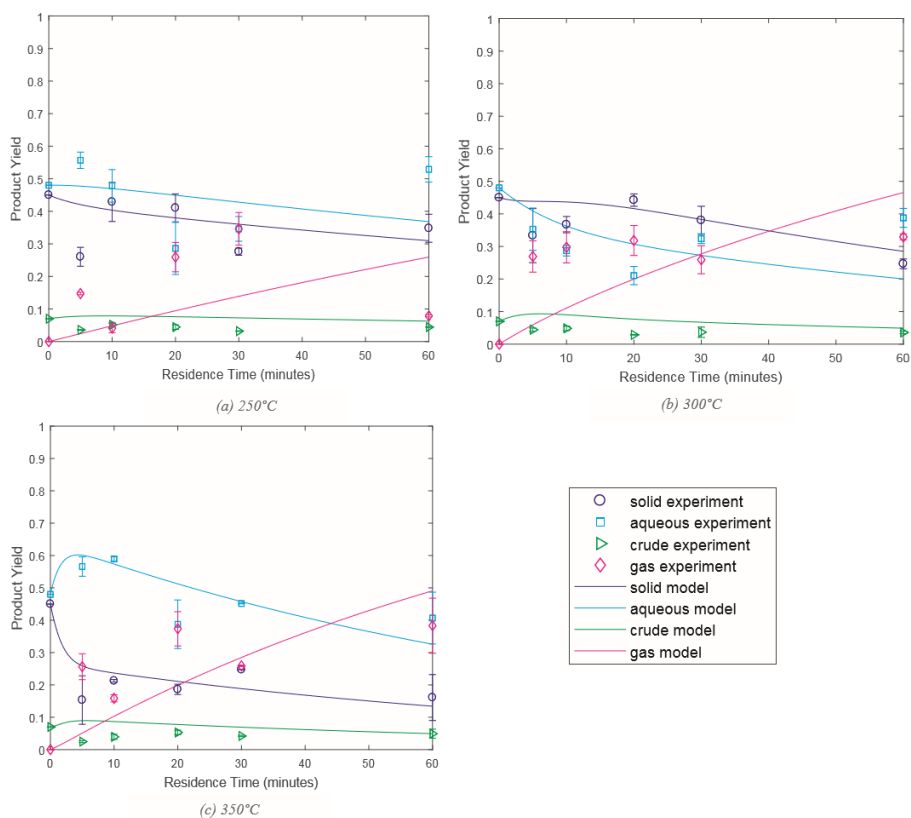 1
0.9
0.8
0.7
0.6
0.5
0.4
0.3
0.2
0.1
0
Product Yield
0 10 20 30 40 50 60
Residence Time (minutes)
(a) 250°C
1
0.9
0.8
0.7
0.6
0.5
0.4
0.3
0.2
0.1
0
Product Yield
0 10 20 30 40 50 60
Residence Time (minutes)
(b) 300°C
1
0.9
0.8
0.7
0.6
0.5
0.4
0.3
0.2
0.1
0
Product Yield
0 10 20 30 40 50 60
Residence Time (minutes)
(c) 350°C
solid experiment
aqueous experiment
crude experiment
gas experiment
solid model
aqueous model
crude model
gas model